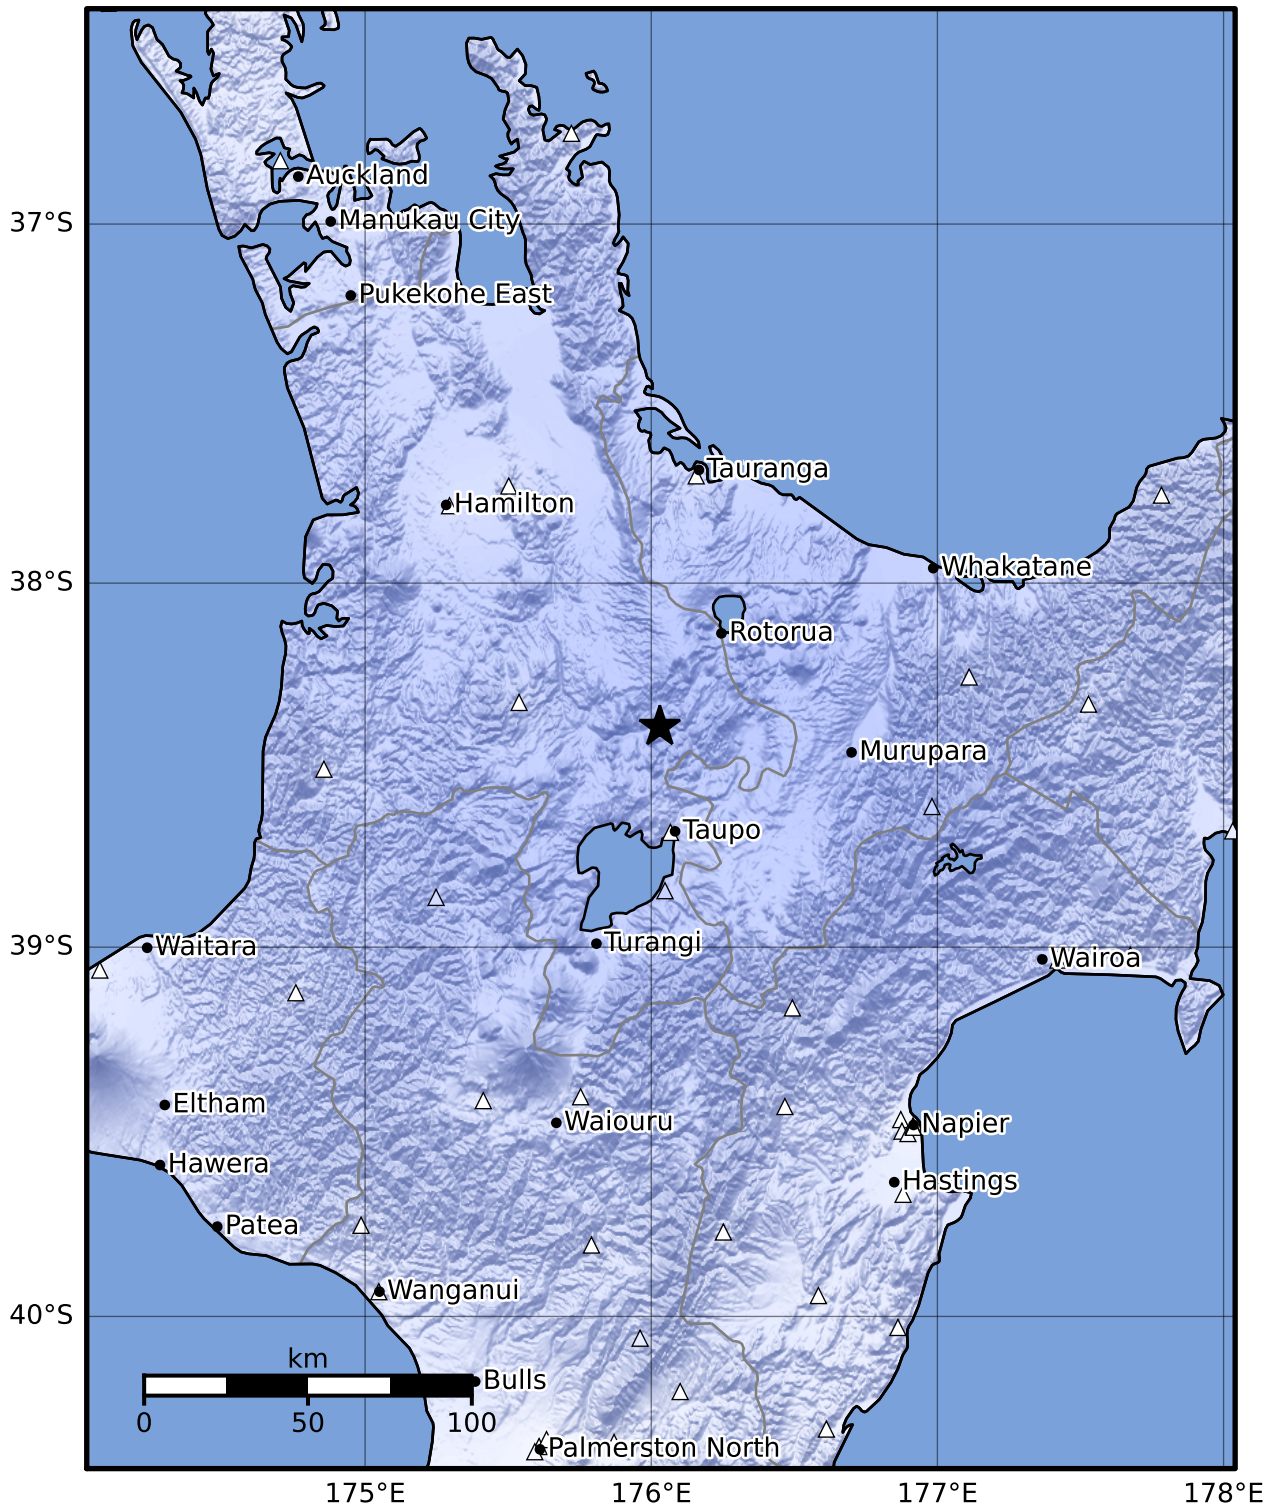 Auckland
Manukau City
37°S
Pukekohe East
Tauranga
Hamilton
Whakatane
38°S
Rotorua
Murupara
Taupo
Turangi
Waitara
39°S
Wairoa
Eltham
Waiouru
Napier
Hawera
Hastings
Patea
Wanganui
40°S
km
Bulls
0 50 100
Palmerston North
175°E 176°E 177°E 178°E